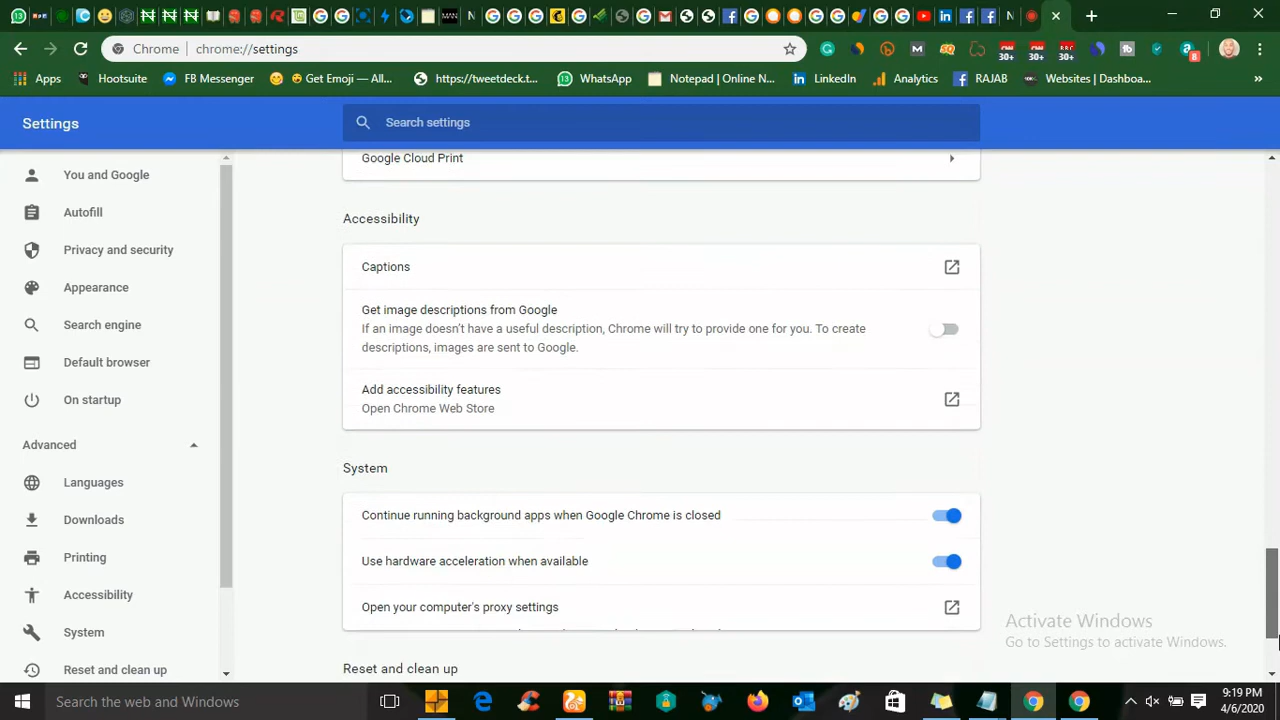 Chrome chrome://settings
30+ 30+ 30+ 8
Apps Hootsuite FB Messenger Get Emoji — All... https://tweetdeck.t... WhatsApp Notepad | Online N... LinkedIn Analytics RAJAB Websites | Dashboa... »
Settings
Search settings
You and Google
Autofill
Privacy and security
Appearance
Search engine
Default browser
On startup
Advanced
Languages
Downloads
Printing
Accessibility
System
Reset and clean up
Google Cloud Print
Accessibility
Captions
Get image descriptions from Google
If an image doesn't have a useful description, Chrome will try to provide one for you. To create
descriptions, images are sent to Google.
Add accessibility features
Open Chrome Web Store
System
Continue running background apps when Google Chrome is closed
Use hardware acceleration when available
Open your computer's proxy settings
Reset and clean up
Activate Windows
Go to Settings to activate Windows.
Search the web and Windows
9:19 PM
4/6/2020